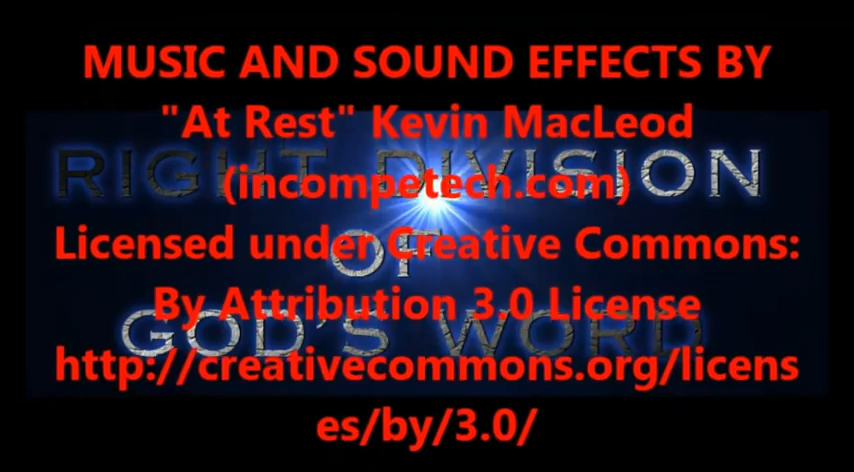 MUSIC AND SOUND EFFECTS BY
"At Rest" Kevin MacLeod
RIGHT DIVISION
(incompetech.com)
Licensed under Creative Commons:
OF
By Attribution 3.0 License
GOD'S WORD
http://creativecommons.org/licens
es/by/3.0/